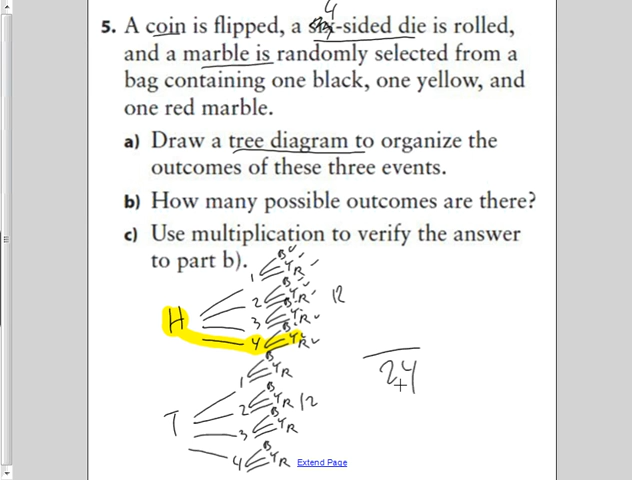 4
5. A coin is flipped, a six-sided die is rolled,
and a marble is randomly selected from a
bag containing one black, one yellow, and
one red marble.
a) Draw a tree diagram to organize the
outcomes of these three events.
b) How many possible outcomes are there?
c) Use multiplication to verify the answer
to part b).
H
1 B Y R
2 B Y R
3 B Y R
4 B Y R
12
T
1 B Y R
2 B Y R
3 B Y R
4 B Y R
12
24
Extend Page